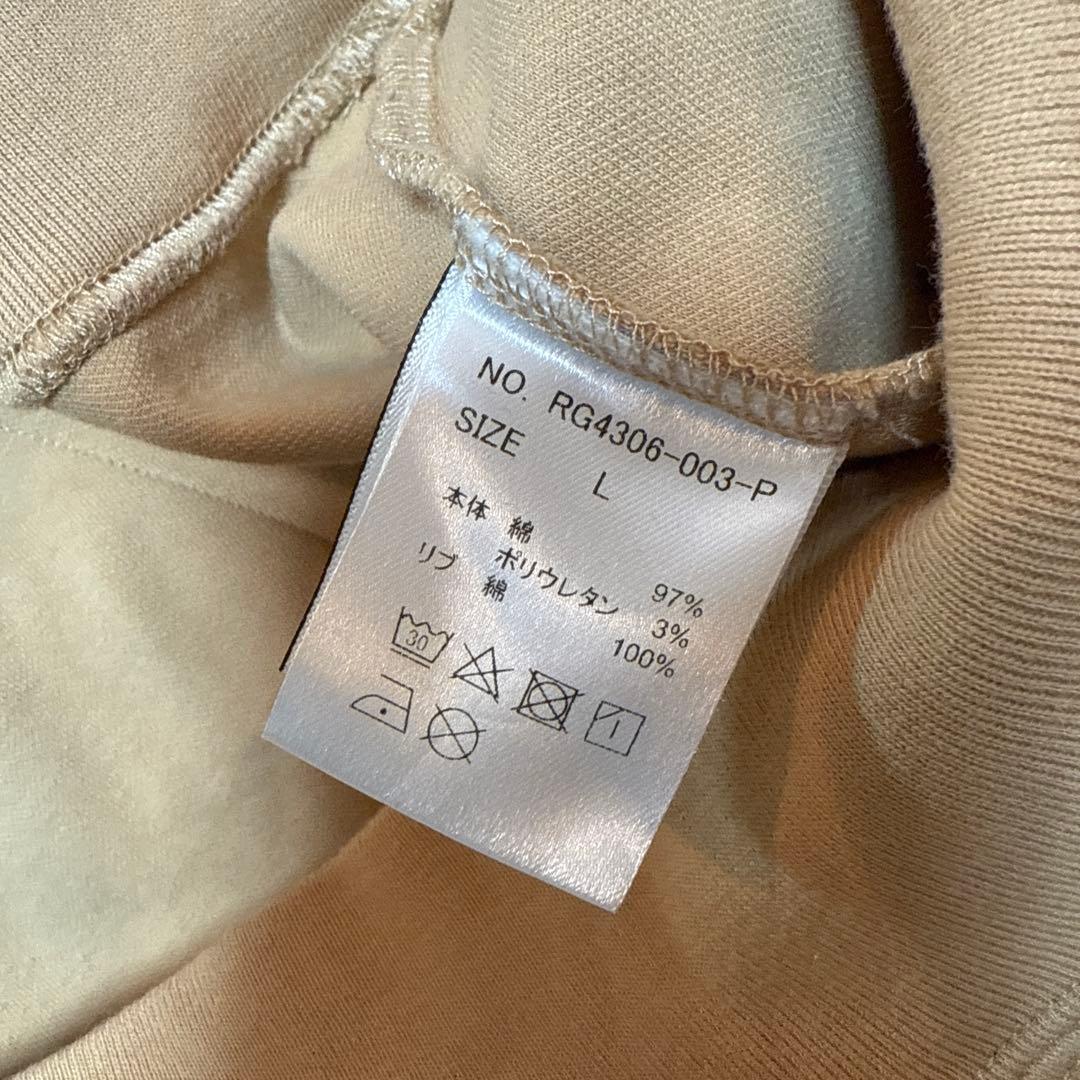 NO. RG4306-003-P
SIZE L
本体 綿 97%
ポリウレタン 3%
リブ 綿 100%
30